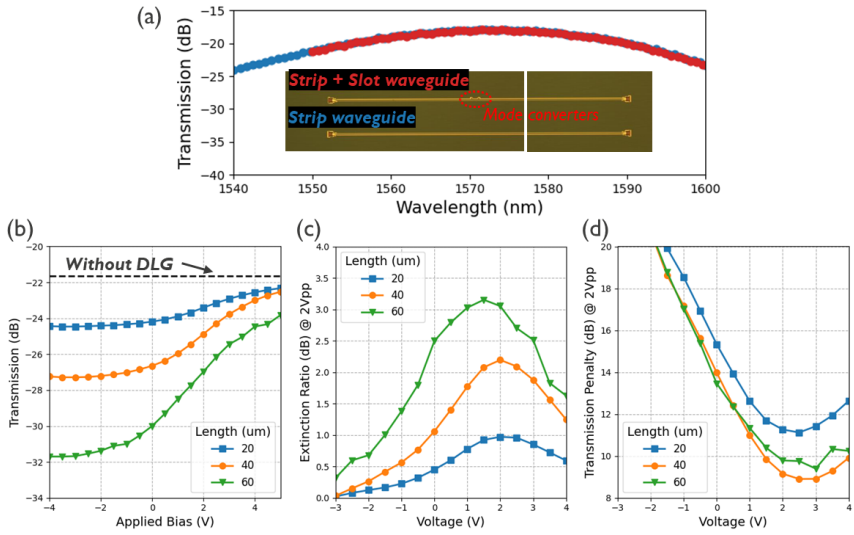 (a)
Transmission (dB)
−15
−20
−25
−30
−35
−40
Strip + Slot waveguide
Strip waveguide
Mode converters
1540 1550 1560 1570 1580 1590 1600
Wavelength (nm)
(b)
Transmission (dB)
−20
−22
−24
−26
−28
−30
−32
−34
Without DLG
Length (um)
20
40
60
−4 −2 0 2 4
Applied Bias (V)
(c)
Extinction Ratio (dB) @ 2Vpp
4.0
3.5
3.0
2.5
2.0
1.5
1.0
0.5
0.0
Length (um)
20
40
60
−3 −2 −1 0 1 2 3 4
Voltage (V)
(d)
Transmission Penalty (dB) @ 2Vpp
20
18
16
14
12
10
8
Length (um)
20
40
60
−3 −2 −1 0 1 2 3 4
Voltage (V)